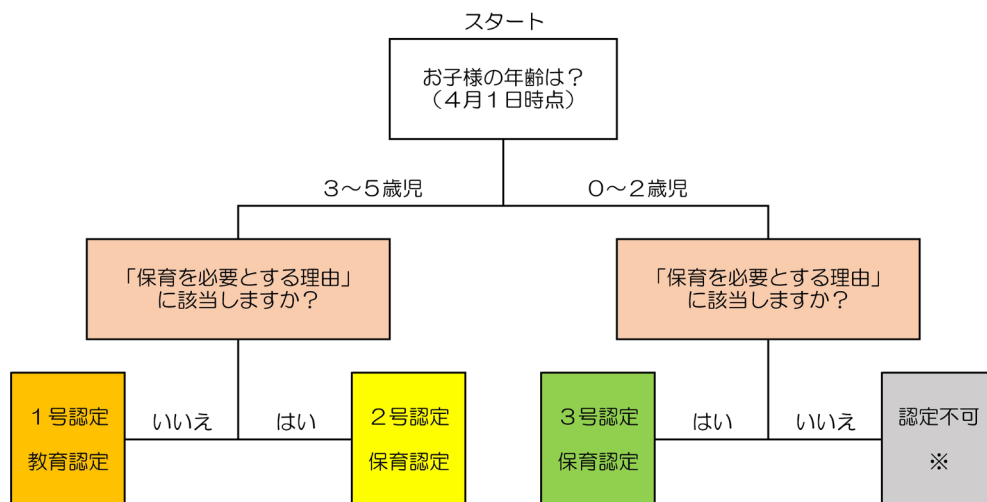 スタート
お子様の年齢は？
（４月１日時点）
３～５歳児
０～２歳児
「保育を必要とする理由」
に該当しますか？
「保育を必要とする理由」
に該当しますか？
１号認定
教育認定
いいえ
はい
２号認定
保育認定
３号認定
保育認定
はい
いいえ
認定不可
※